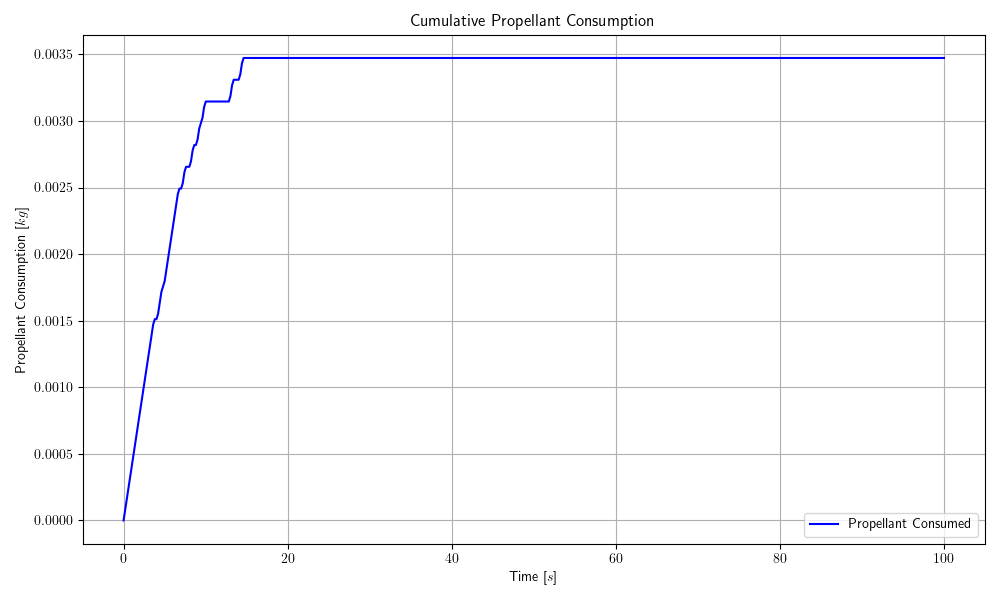 Cumulative Propellant Consumption
Propellant Consumption [kg]
0.0035
0.0030
0.0025
0.0020
0.0015
0.0010
0.0005
0.0000
0 20 40 60 80 100
Time [s]
Propellant Consumed